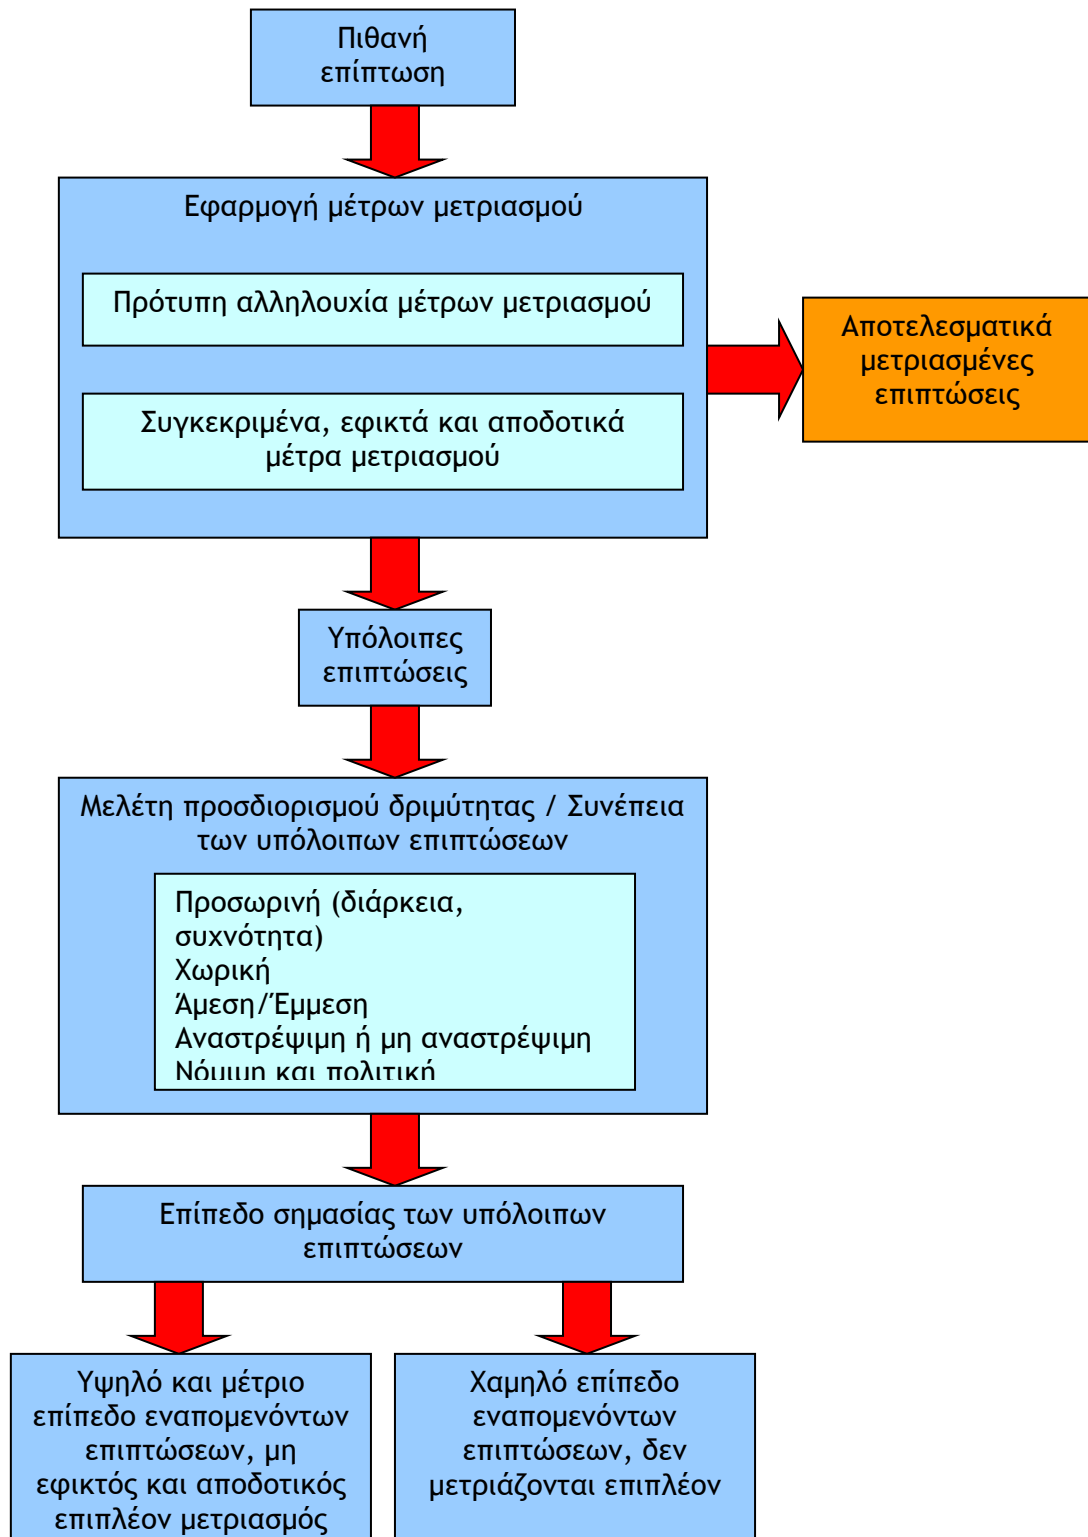 Πιθανή
επίπτωση
Εφαρμογή μέτρων μετριασμού
Πρότυπη αλληλουχία μέτρων μετριασμού
Συγκεκριμένα, εφικτά και αποδοτικά
μέτρα μετριασμού
Αποτελεσματικά
μετριασμένες
επιπτώσεις
Υπόλοιπες
επιπτώσεις
Μελέτη προσδιορισμού δριμύτητας / Συνέπεια
των υπόλοιπων επιπτώσεων
Προσωρινή (διάρκεια,
συχνότητα)
Χωρική
Άμεση/Έμμεση
Αναστρέψιμη ή μη αναστρέψιμη
Νόμιμη και πολιτική
Επίπεδο σημασίας των υπόλοιπων
επιπτώσεων
Υψηλό και μέτριο
επίπεδο εναπομενόντων
επιπτώσεων, μη
εφικτός και αποδοτικός
επιπλέον μετριασμός
Χαμηλό επίπεδο
εναπομενόντων
επιπτώσεων, δεν
μετριάζονται επιπλέον